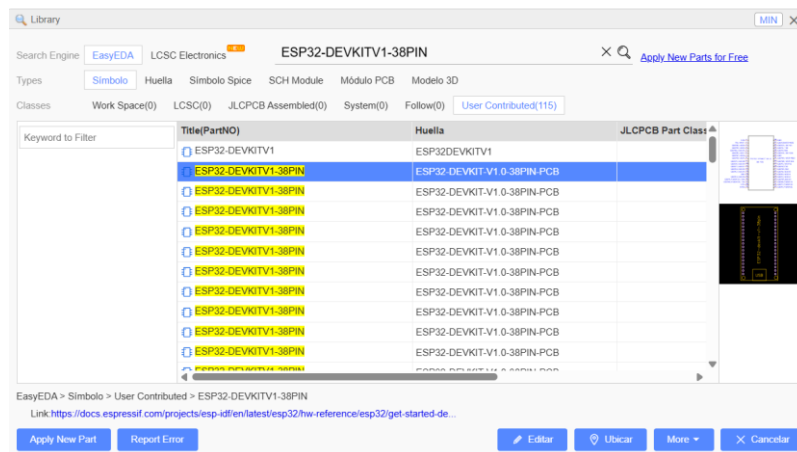 Library
MIN
Search Engine EasyEDA LCSC Electronics ESP32-DEVKITV1-38PIN Apply New Parts for Free
Types Símbolo Huella Símbolo Spice SCH Module Módulo PCB Modelo 3D
Classes Work Space(0) LCSC(0) JLCPCB Assembled(0) System(0) Follow(0) User Contributed(115)
Keyword to Filter
Title(PartNO) Huella JLCPCB Part Class
ESP32-DEVKITV1 ESP32DEVKITV1
ESP32-DEVKITV1-38PIN ESP32-DEVKIT-V1.0-38PIN-PCB
ESP32-DEVKITV1-38PIN ESP32-DEVKIT-V1.0-38PIN-PCB
ESP32-DEVKITV1-38PIN ESP32-DEVKIT-V1.0-38PIN-PCB
ESP32-DEVKITV1-38PIN ESP32-DEVKIT-V1.0-38PIN-PCB
ESP32-DEVKITV1-38PIN ESP32-DEVKIT-V1.0-38PIN-PCB
ESP32-DEVKITV1-38PIN ESP32-DEVKIT-V1.0-38PIN-PCB
ESP32-DEVKITV1-38PIN ESP32-DEVKIT-V1.0-38PIN-PCB
ESP32-DEVKITV1-38PIN ESP32-DEVKIT-V1.0-38PIN-PCB
ESP32-DEVKITV1-38PIN ESP32-DEVKIT-V1.0-38PIN-PCB
ESP32-DEVKITV1-38PIN ESP32-DEVKIT-V1.0-38PIN-PCB
EasyEDA > Símbolo > User Contributed > ESP32-DEVKITV1-38PIN
Link:https://docs.espressif.com/projects/esp-idf/en/latest/esp32/hw-reference/esp32/get-started-de...
Apply New Part Report Error Editar Ubicar More Cancelar